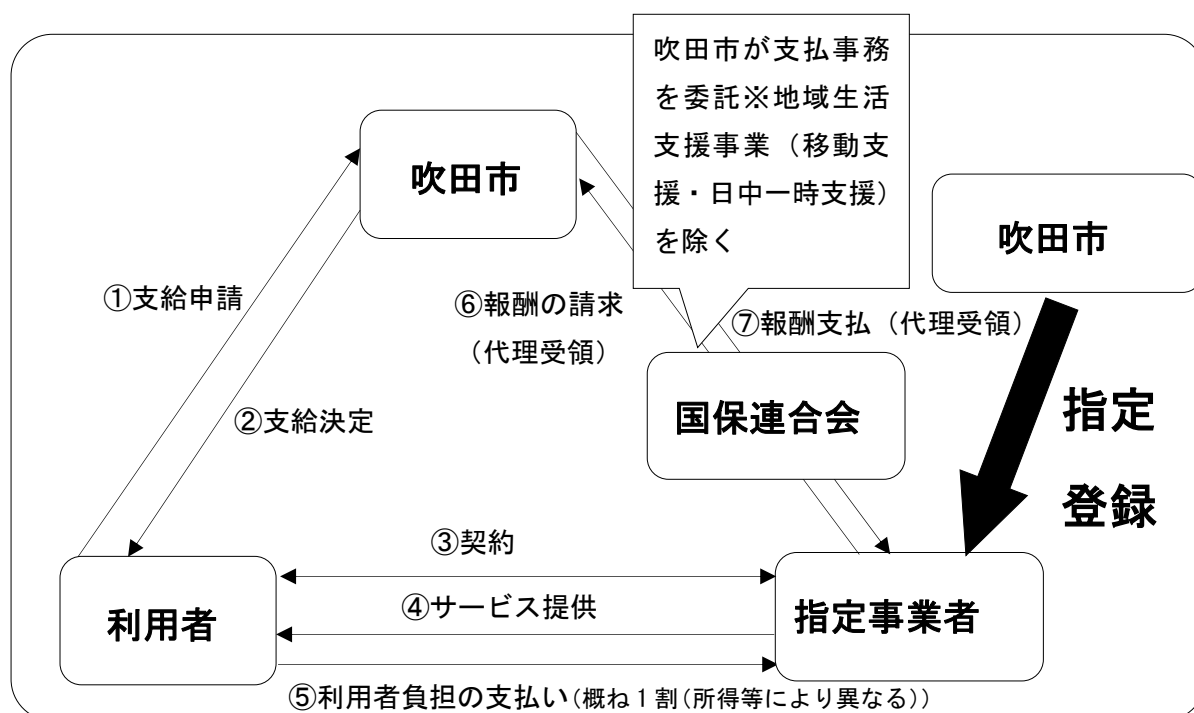 吹田市が支払事務
を委託※地域生活
支援事業（移動支
援・日中一時支援）
を除く
吹田市
吹田市
①支給申請
⑥報酬の請求
（代理受領）
⑦報酬支払（代理受領）
②支給決定
国保連合会
指定
登録
③契約
④サービス提供
利用者
指定事業者
⑤利用者負担の支払い(概ね１割(所得等により異なる))